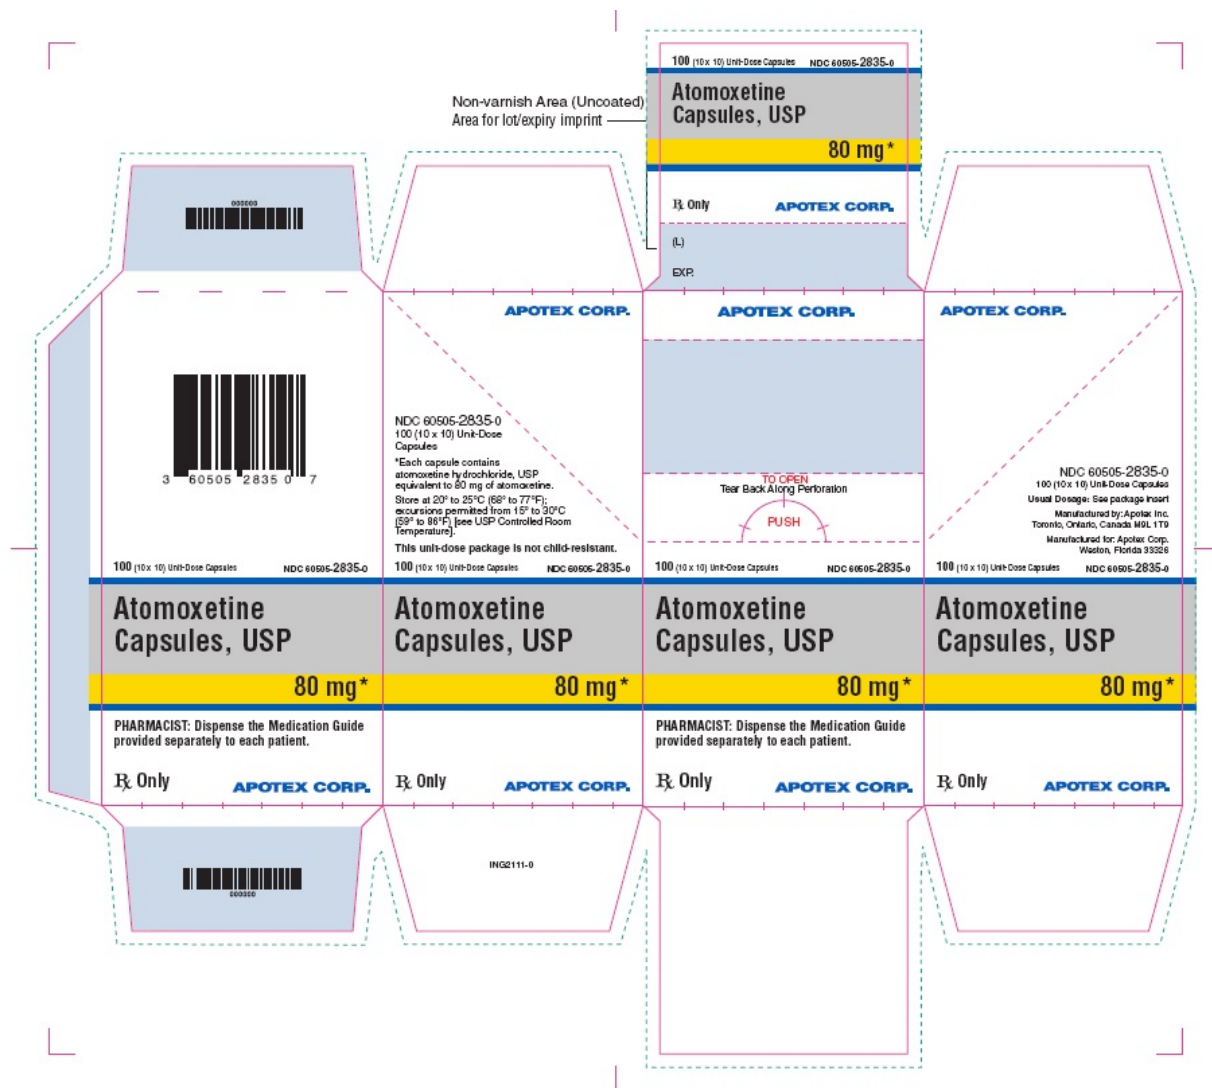 100 (10 x 10) Unit-Dose Capsules NDC 60505-2835-0
Atomoxetine
Capsules, USP
80 mg*
Rx Only APOTEX CORP.
(L)
EXP.
Non-varnish Area (Uncoated)
Area for lot/expiry imprint
000000
3 60505 2835 0 7
APOTEX CORP.
NDC 60505-2835-0
100 (10 x 10) Unit-Dose
Capsules
*Each capsule contains
atomoxetine hydrochloride, USP
equivalent to 80 mg of atomoxetine.
Store at 20° to 25°C (68° to 77°F);
excursions permitted from 15° to 30°C
(59° to 86°F) [see USP Controlled Room
Temperature].
This unit-dose package is not child-resistant.
APOTEX CORP.
TO OPEN
Tear Back Along Perforation
PUSH
APOTEX CORP.
NDC 60505-2835-0
100 (10 x 10) Unit-Dose Capsules
Usual Dosage: See package insert
Manufactured by: Apotex Inc.
Toronto, Ontario, Canada M9L 1T9
Manufactured for: Apotex Corp.
Weston, Florida 33326
100 (10 x 10) Unit-Dose Capsules NDC 60505-2835-0
Atomoxetine
Capsules, USP
80 mg*
PHARMACIST: Dispense the Medication Guide
provided separately to each patient.
Rx Only APOTEX CORP.
100 (10 x 10) Unit-Dose Capsules NDC 60505-2835-0
Atomoxetine
Capsules, USP
80 mg*
Rx Only APOTEX CORP.
100 (10 x 10) Unit-Dose Capsules NDC 60505-2835-0
Atomoxetine
Capsules, USP
80 mg*
PHARMACIST: Dispense the Medication Guide
provided separately to each patient.
Rx Only APOTEX CORP.
100 (10 x 10) Unit-Dose Capsules NDC 60505-2835-0
Atomoxetine
Capsules, USP
80 mg*
Rx Only APOTEX CORP.
000000
ING2111-0